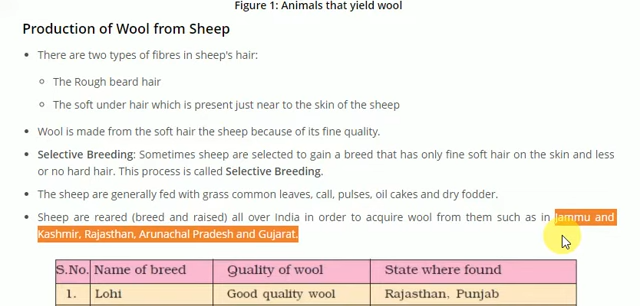 Figure 1: Animals that yield wool
Production of Wool from Sheep
• There are two types of fibres in sheep's hair:
○ The Rough beard hair
○ The soft under hair which is present just near to the skin of the sheep
• Wool is made from the soft hair the sheep because of its fine quality.
• Selective Breeding: Sometimes sheep are selected to gain a breed that has only fine soft hair on the skin and less
or no hard hair. This process is called Selective Breeding.
• The sheep are generally fed with grass common leaves, call, pulses, oil cakes and dry fodder.
• Sheep are reared (breed and raised) all over India in order to acquire wool from them such as in Jammu and
Kashmir, Rajasthan, Arunachal Pradesh and Gujarat.
S.No. Name of breed Quality of wool State where found
1. Lohi Good quality wool Rajasthan, Punjab